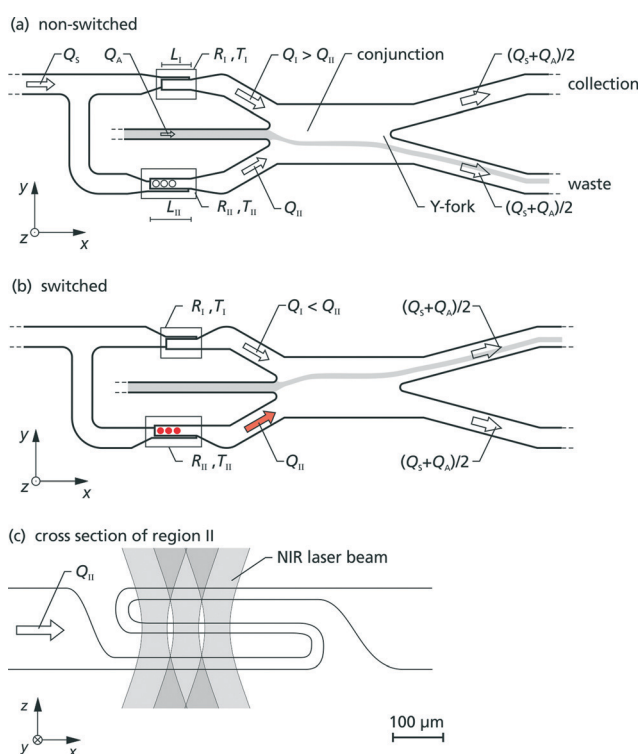 (a) non-switched
Q_S Q_A L_I R_I ,T_I Q_I > Q_II conjunction (Q_S+Q_A)/2
collection
y z x
L_II R_II ,T_II Q_II Y-fork (Q_S+Q_A)/2 waste
(b) switched
R_I ,T_I Q_I < Q_II (Q_S+Q_A)/2
y z x
R_II ,T_II Q_II (Q_S+Q_A)/2
(c) cross section of region II
Q_II NIR laser beam
z y x
100 µm